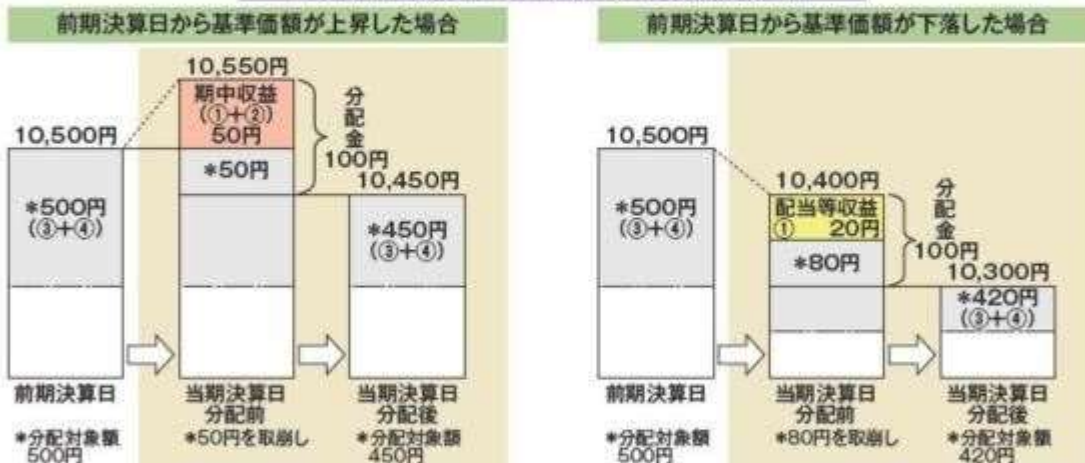 前期決算日から基準価額が上昇した場合
10,550円
期中収益
(①+②)
50円
分配金
100円
10,500円
*50円
10,450円
*500円
(③+④)
*450円
(③+④)
前期決算日
当期決算日
分配前
当期決算日
分配後
*分配対象額
500円
*50円を取崩し
*分配対象額
450円
前期決算日から基準価額が下落した場合
10,500円
10,400円
配当等収益
① 20円
分配金
100円
*500円
(③+④)
*80円
10,300円
*420円
(③+④)
前期決算日
当期決算日
分配前
当期決算日
分配後
*分配対象額
500円
*80円を取崩し
*分配対象額
420円